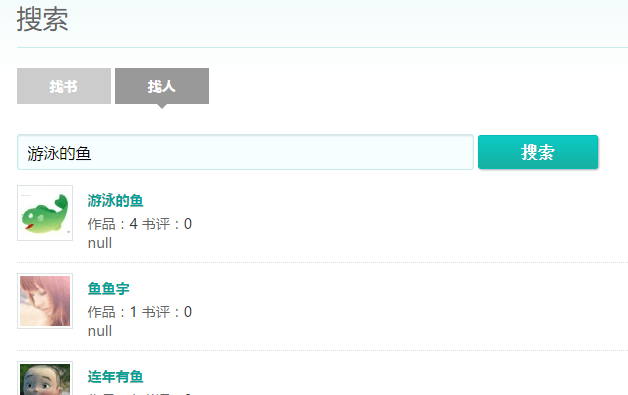 搜索
找书 找人
游泳的鱼 搜索
游泳的鱼
作品：4 书评：0
null
鱼鱼宇
作品：1 书评：0
null
连年有鱼